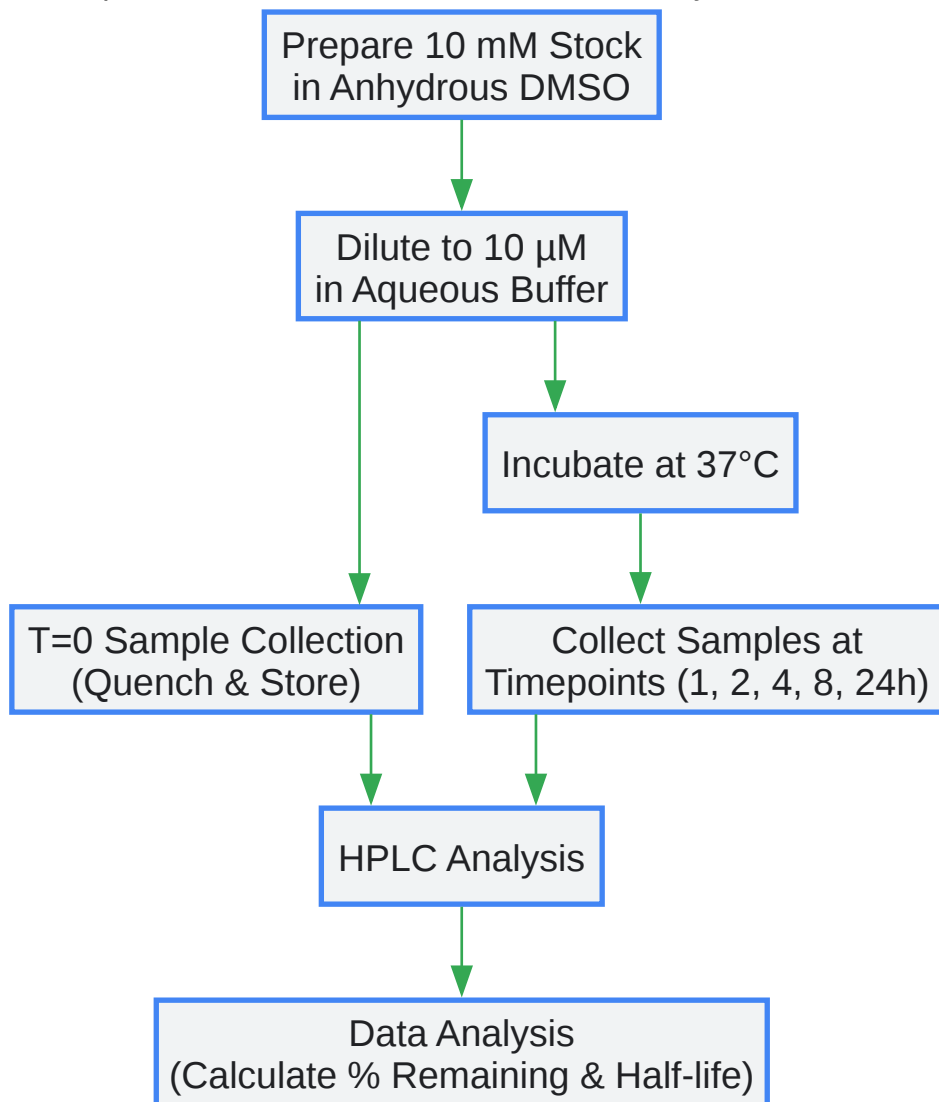 Prepare 10 mM Stock
in Anhydrous DMSO
Dilute to 10 µM
in Aqueous Buffer
Incubate at 37°C
T=0 Sample Collection
(Quench & Store)
Collect Samples at
Timepoints (1, 2, 4, 8, 24h)
HPLC Analysis
Data Analysis
(Calculate % Remaining & Half-life)